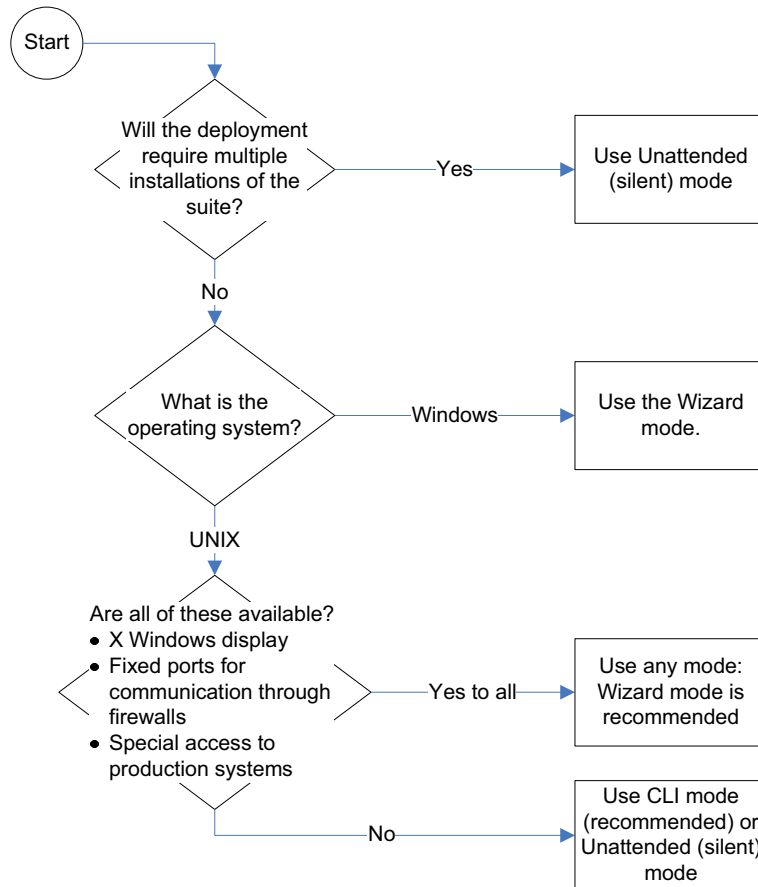 Start
Will the deployment
require multiple
installations of the
suite?
Yes
Use Unattended
(silent) mode
No
What is the
operating system?
Windows
Use the Wizard
mode.
UNIX
Are all of these available?
• X Windows display
• Fixed ports for
communication through
firewalls
• Special access to
production systems
Yes to all
Use any mode:
Wizard mode is
recommended
No
Use CLI mode
(recommended) or
Unattended (silent)
mode